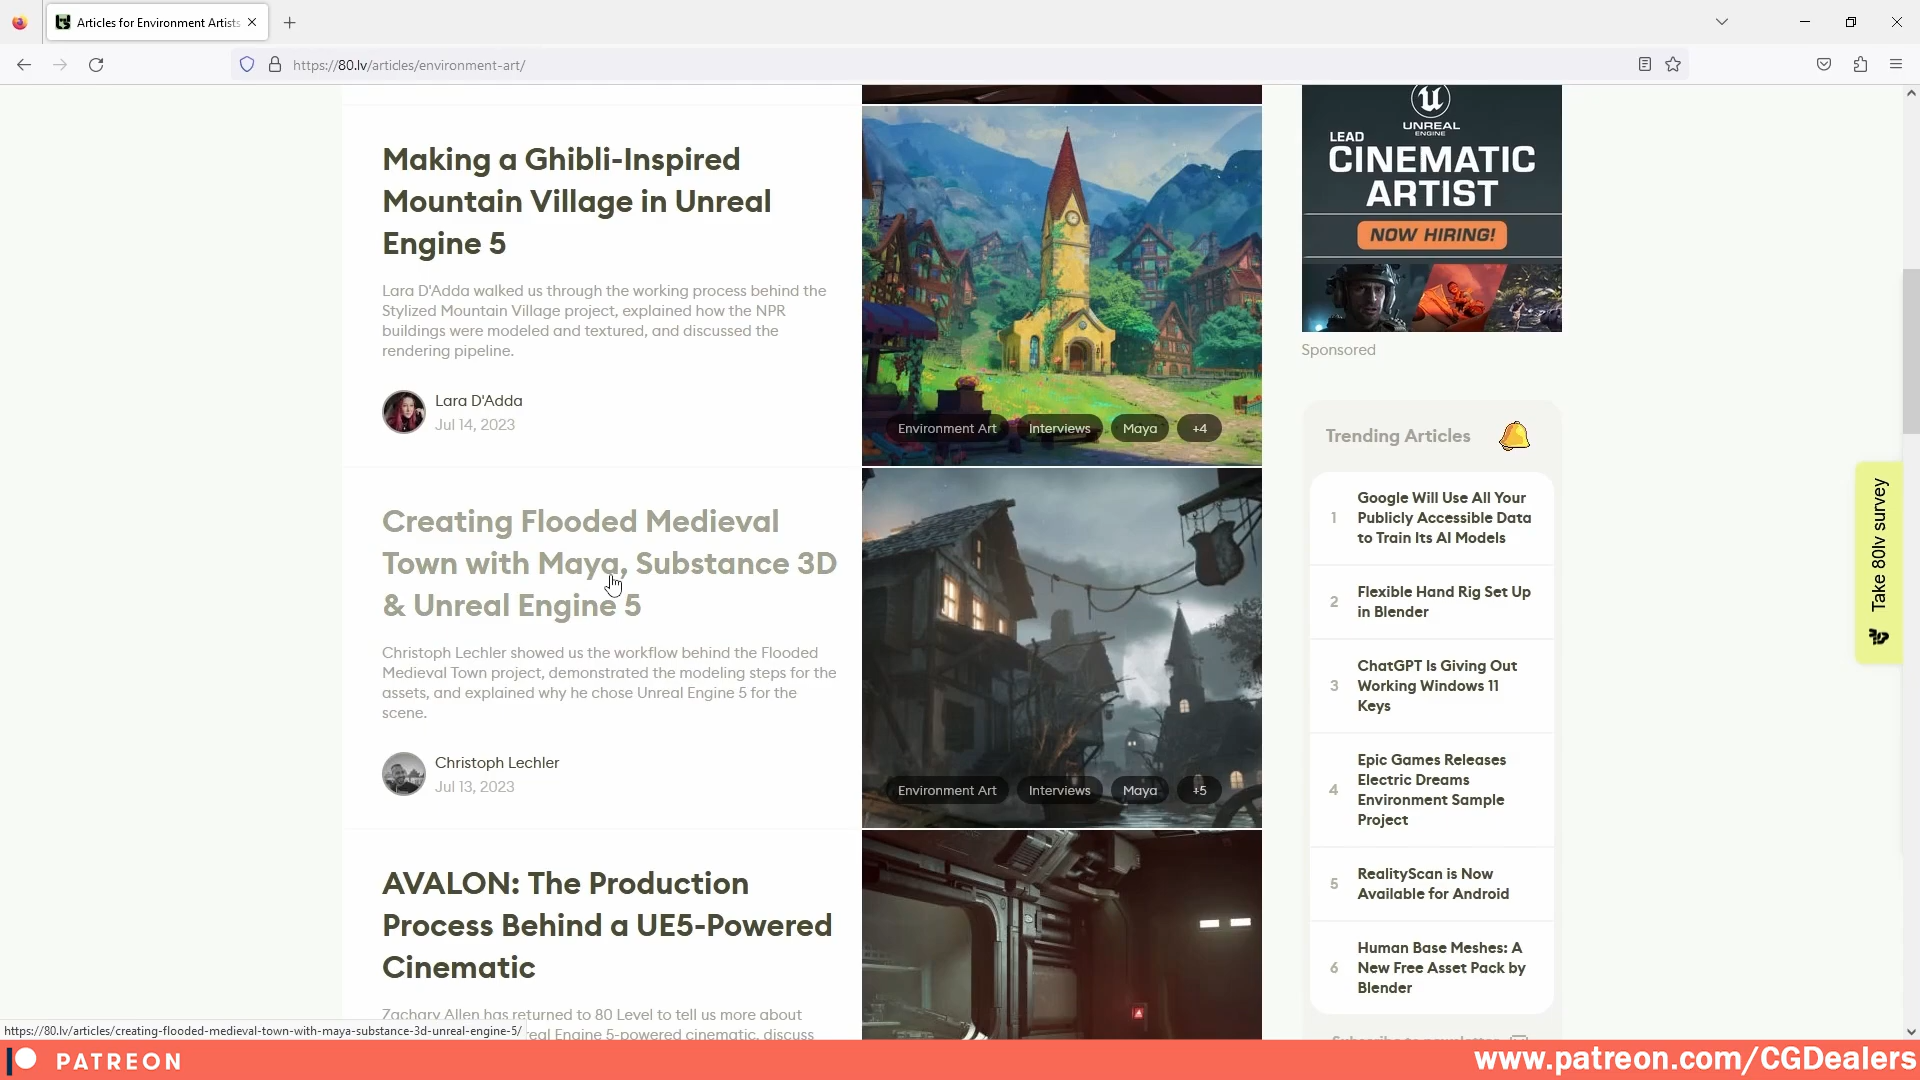 Articles for Environment Artists
https://80.lv/articles/environment-art/
Making a Ghibli-Inspired
Mountain Village in Unreal
Engine 5
Lara D'Adda walked us through the working process behind the
Stylized Mountain Village project, explained how the NPR
buildings were modeled and textured, and discussed the
rendering pipeline.
Lara D'Adda
Jul 14, 2023
Environment Art
Interviews
Maya
+4
Creating Flooded Medieval
Town with Maya, Substance 3D
& Unreal Engine 5
Christoph Lechler showed us the workflow behind the Flooded
Medieval Town project, demonstrated the modeling steps for the
assets, and explained why he chose Unreal Engine 5 for the
scene.
Christoph Lechler
Jul 13, 2023
Environment Art
Interviews
Maya
+5
AVALON: The Production
Process Behind a UE5-Powered
Cinematic
Zachary Allen has returned to 80 Level to tell us more about
eal Engine 5-powered cinematic, discuss
https://80.lv/articles/creating-flooded-medieval-town-with-maya-substance-3d-unreal-engine-5/
UNREAL
ENGINE
LEAD
CINEMATIC
ARTIST
NOW HIRING!
Sponsored
Trending Articles
1
Google Will Use All Your
Publicly Accessible Data
to Train Its AI Models
2
Flexible Hand Rig Set Up
in Blender
3
ChatGPT Is Giving Out
Working Windows 11
Keys
4
Epic Games Releases
Electric Dreams
Environment Sample
Project
5
RealityScan is Now
Available for Android
6
Human Base Meshes: A
New Free Asset Pack by
Blender
Subscribe to newsletter
Take 80lv survey
PATREON
www.patreon.com/CGDealers